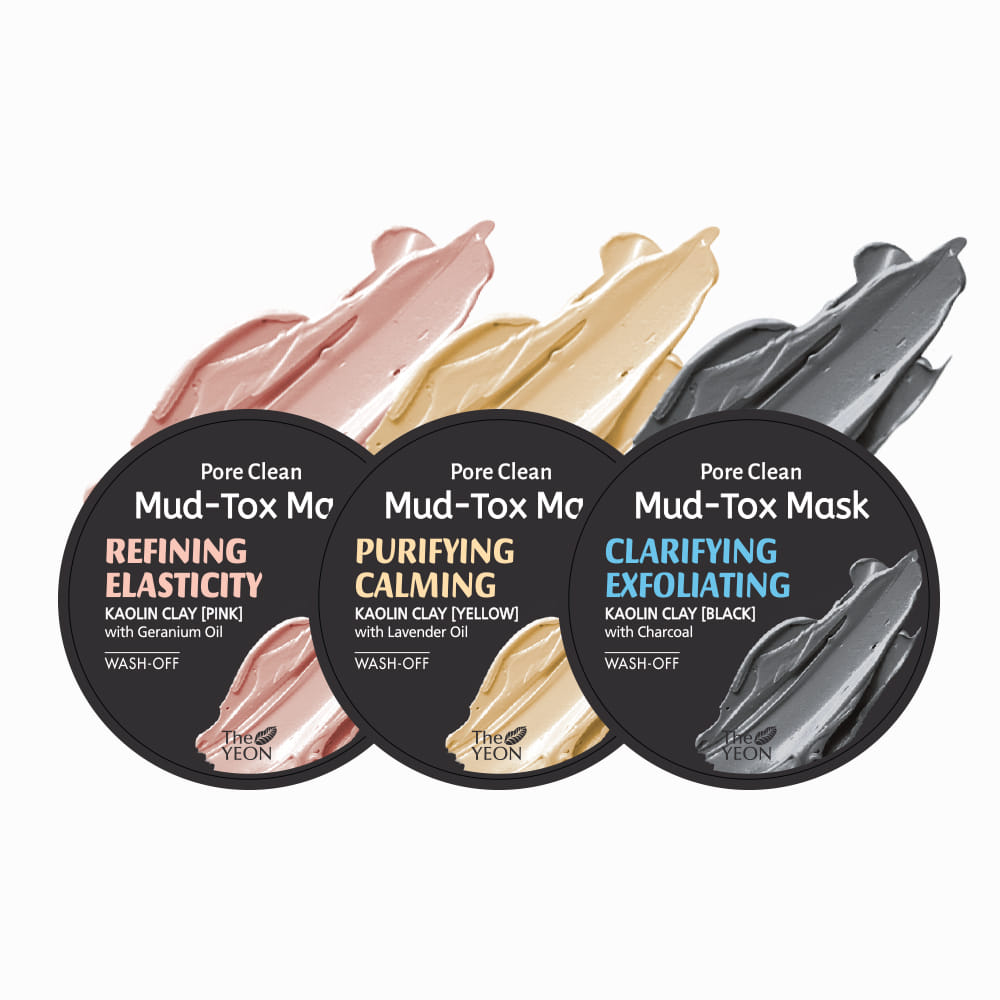 Pore Clean
Mud-Tox Ma
REFINING
ELASTICITY
KAOLIN CLAY [PINK]
with Geranium Oil
WASH-OFF
The
YEON
Pore Clean
Mud-Tox Ma
PURIFYING
CALMING
KAOLIN CLAY [YELLOW]
with Lavender Oil
WASH-OFF
The
YEON
Pore Clean
Mud-Tox Mask
CLARIFYING
EXFOLIATING
KAOLIN CLAY [BLACK]
with Charcoal
WASH-OFF
The
YEON